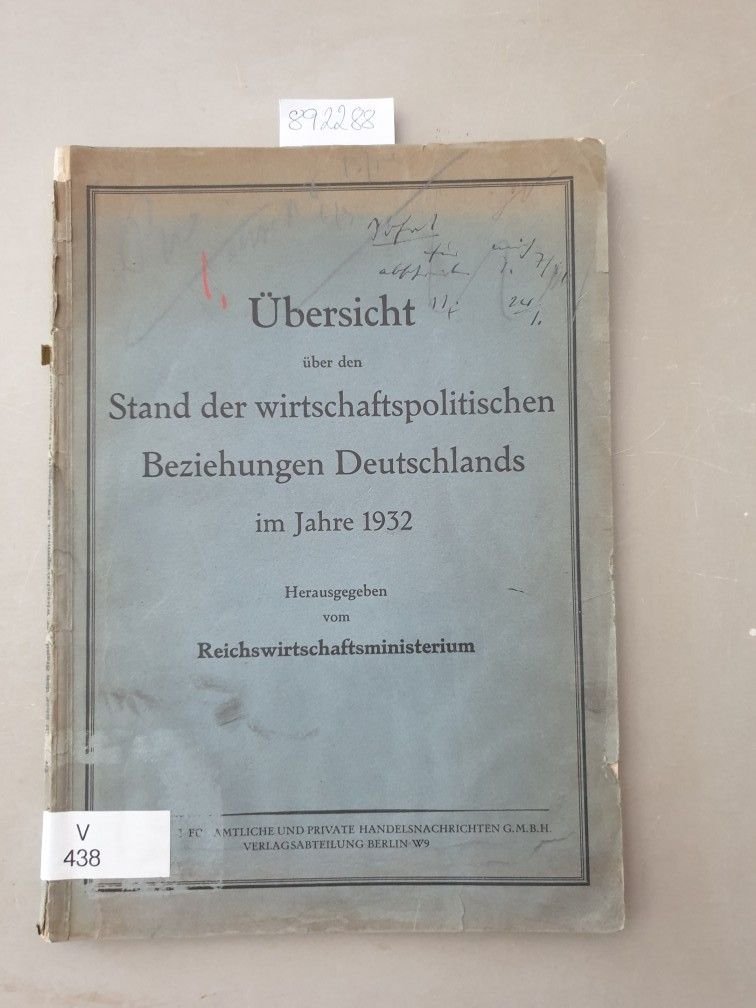 892288
1.
Übersicht
über den
Stand der wirtschaftspolitischen
Beziehungen Deutschlands
im Jahre 1932
Herausgegeben
vom
Reichswirtschaftsministerium
AMTLICHE UND PRIVATE HANDELSNACHRICHTEN G.M.B.H.
VERLAGSABTEILUNG BERLIN W9
V
438